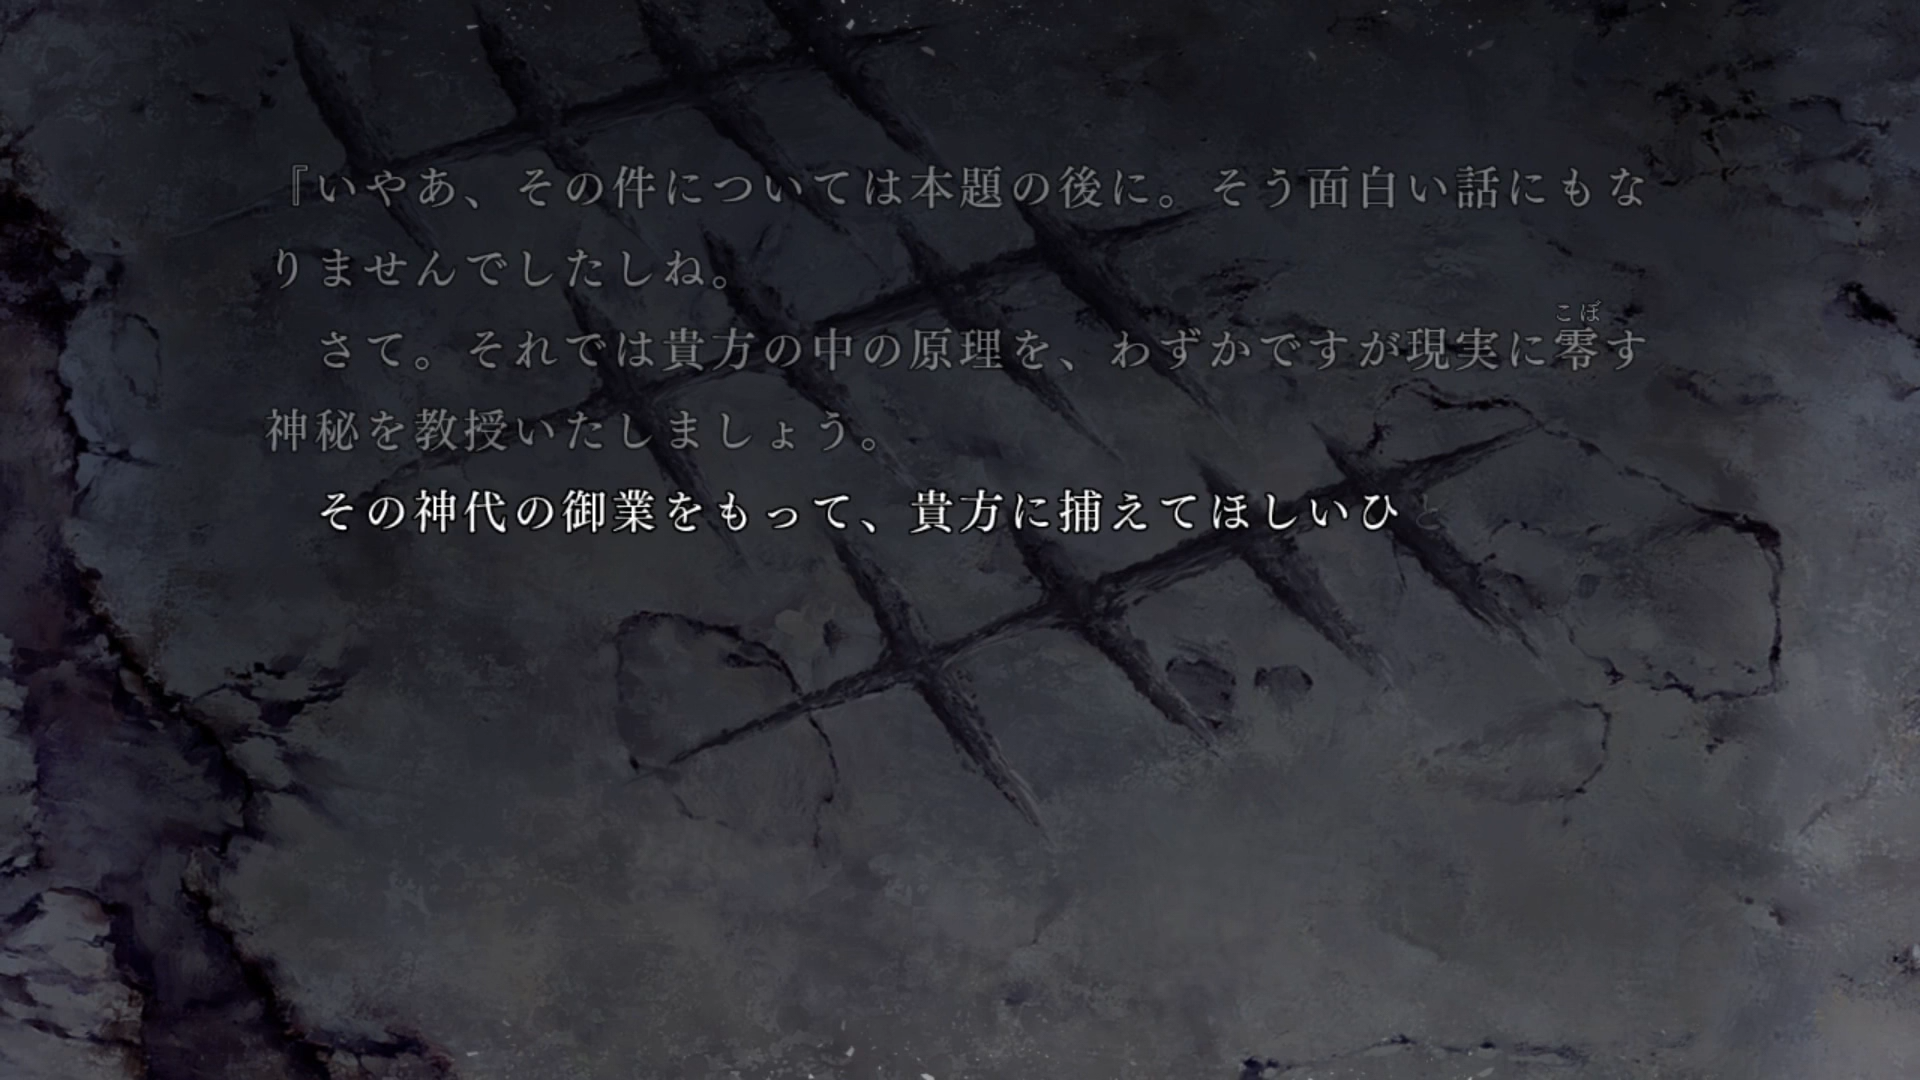 『いやあ、その件については本題の後に。そう面白い話にもな
りませんでしたしね。
こぼ
さて。それでは貴方の中の原理を、わずかですが現実に零す
神秘を教授いたしましょう。
その神代の御業をもって、貴方に捕えてほしいひと